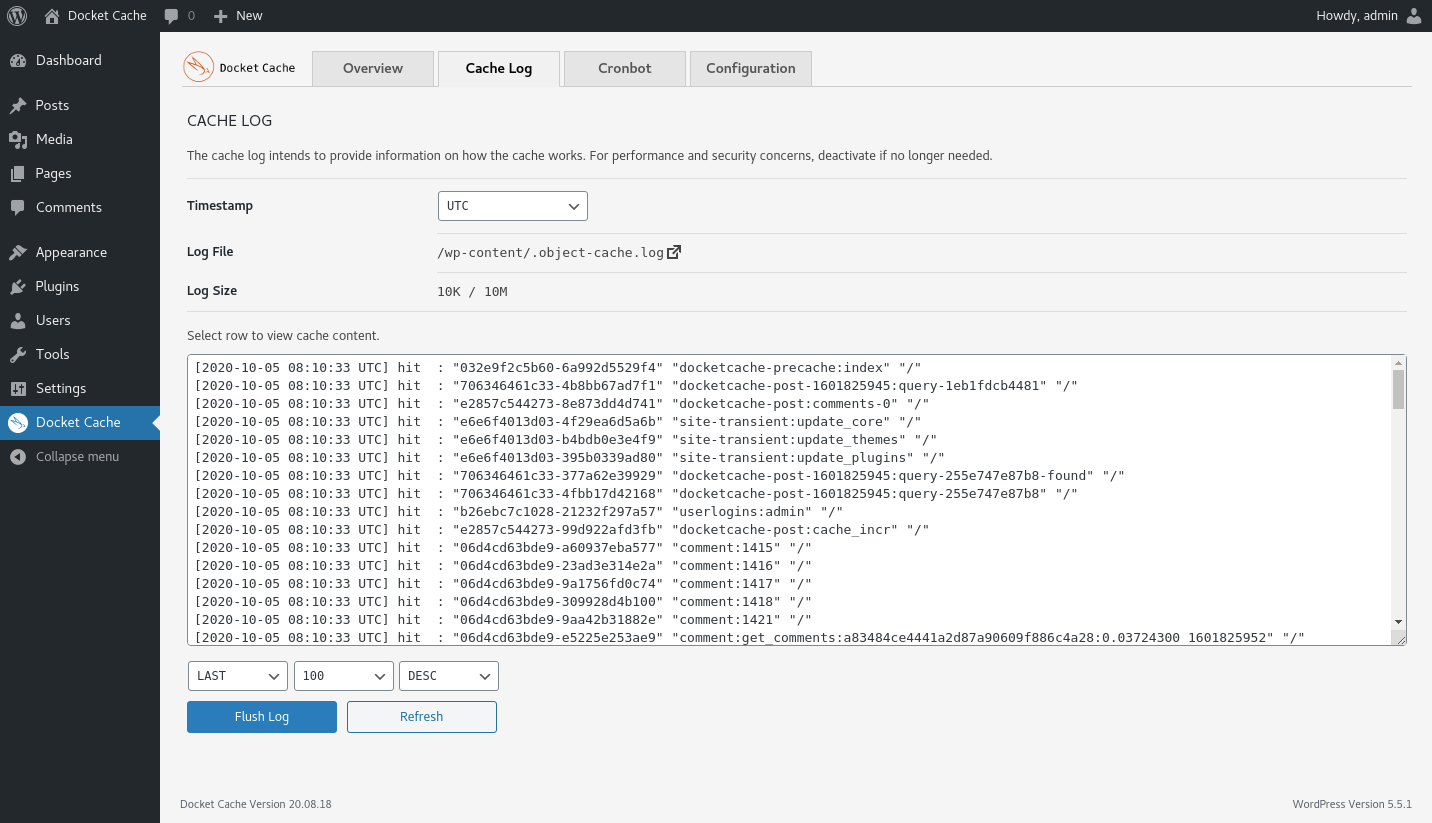 Docket Cache 0 New Howdy, admin
Dashboard
Posts
Media
Pages
Comments
Appearance
Plugins
Users
Tools
Settings
Docket Cache
Collapse menu
Docket Cache Overview Cache Log Cronbot Configuration
CACHE LOG
The cache log intends to provide information on how the cache works. For performance and security concerns, deactivate if no longer needed.
Timestamp UTC
Log File /wp-content/.object-cache.log
Log Size 10K / 10M
Select row to view cache content.
[2020-10-05 08:10:33 UTC] hit : "032e9f2c5b60-6a992d5529f4" "docketcache-precache:index" "/"
[2020-10-05 08:10:33 UTC] hit : "706346461c33-4b8bb67ad7f1" "docketcache-post-1601825945:query-1eb1fdcb4481" "/"
[2020-10-05 08:10:33 UTC] hit : "e2857c544273-8e873dd4d741" "docketcache-post:comments-0" "/"
[2020-10-05 08:10:33 UTC] hit : "e6e6f4013d03-4f29ea6d5a6b" "site-transient:update_core" "/"
[2020-10-05 08:10:33 UTC] hit : "e6e6f4013d03-b4bdb0e3e4f9" "site-transient:update_themes" "/"
[2020-10-05 08:10:33 UTC] hit : "e6e6f4013d03-395b0339ad80" "site-transient:update_plugins" "/"
[2020-10-05 08:10:33 UTC] hit : "706346461c33-377a62e39929" "docketcache-post-1601825945:query-255e747e87b8-found" "/"
[2020-10-05 08:10:33 UTC] hit : "706346461c33-4fbb17d42168" "docketcache-post-1601825945:query-255e747e87b8" "/"
[2020-10-05 08:10:33 UTC] hit : "b26ebc7c1028-21232f297a57" "userlogins:admin" "/"
[2020-10-05 08:10:33 UTC] hit : "e2857c544273-99d922afd3fb" "docketcache-post:cache_incr" "/"
[2020-10-05 08:10:33 UTC] hit : "06d4cd63bde9-a60937eba577" "comment:1415" "/"
[2020-10-05 08:10:33 UTC] hit : "06d4cd63bde9-23ad3e314e2a" "comment:1416" "/"
[2020-10-05 08:10:33 UTC] hit : "06d4cd63bde9-9a1756fd0c74" "comment:1417" "/"
[2020-10-05 08:10:33 UTC] hit : "06d4cd63bde9-309928d4b100" "comment:1418" "/"
[2020-10-05 08:10:33 UTC] hit : "06d4cd63bde9-9aa42b31882e" "comment:1421" "/"
[2020-10-05 08:10:33 UTC] hit : "06d4cd63bde9-e5225e253ae9" "comment:get_comments:a83484ce4441a2d87a90609f886c4a28:0.03724300 1601825952" "/"
LAST 100 DESC
Flush Log Refresh
Docket Cache Version 20.08.18 WordPress Version 5.5.1